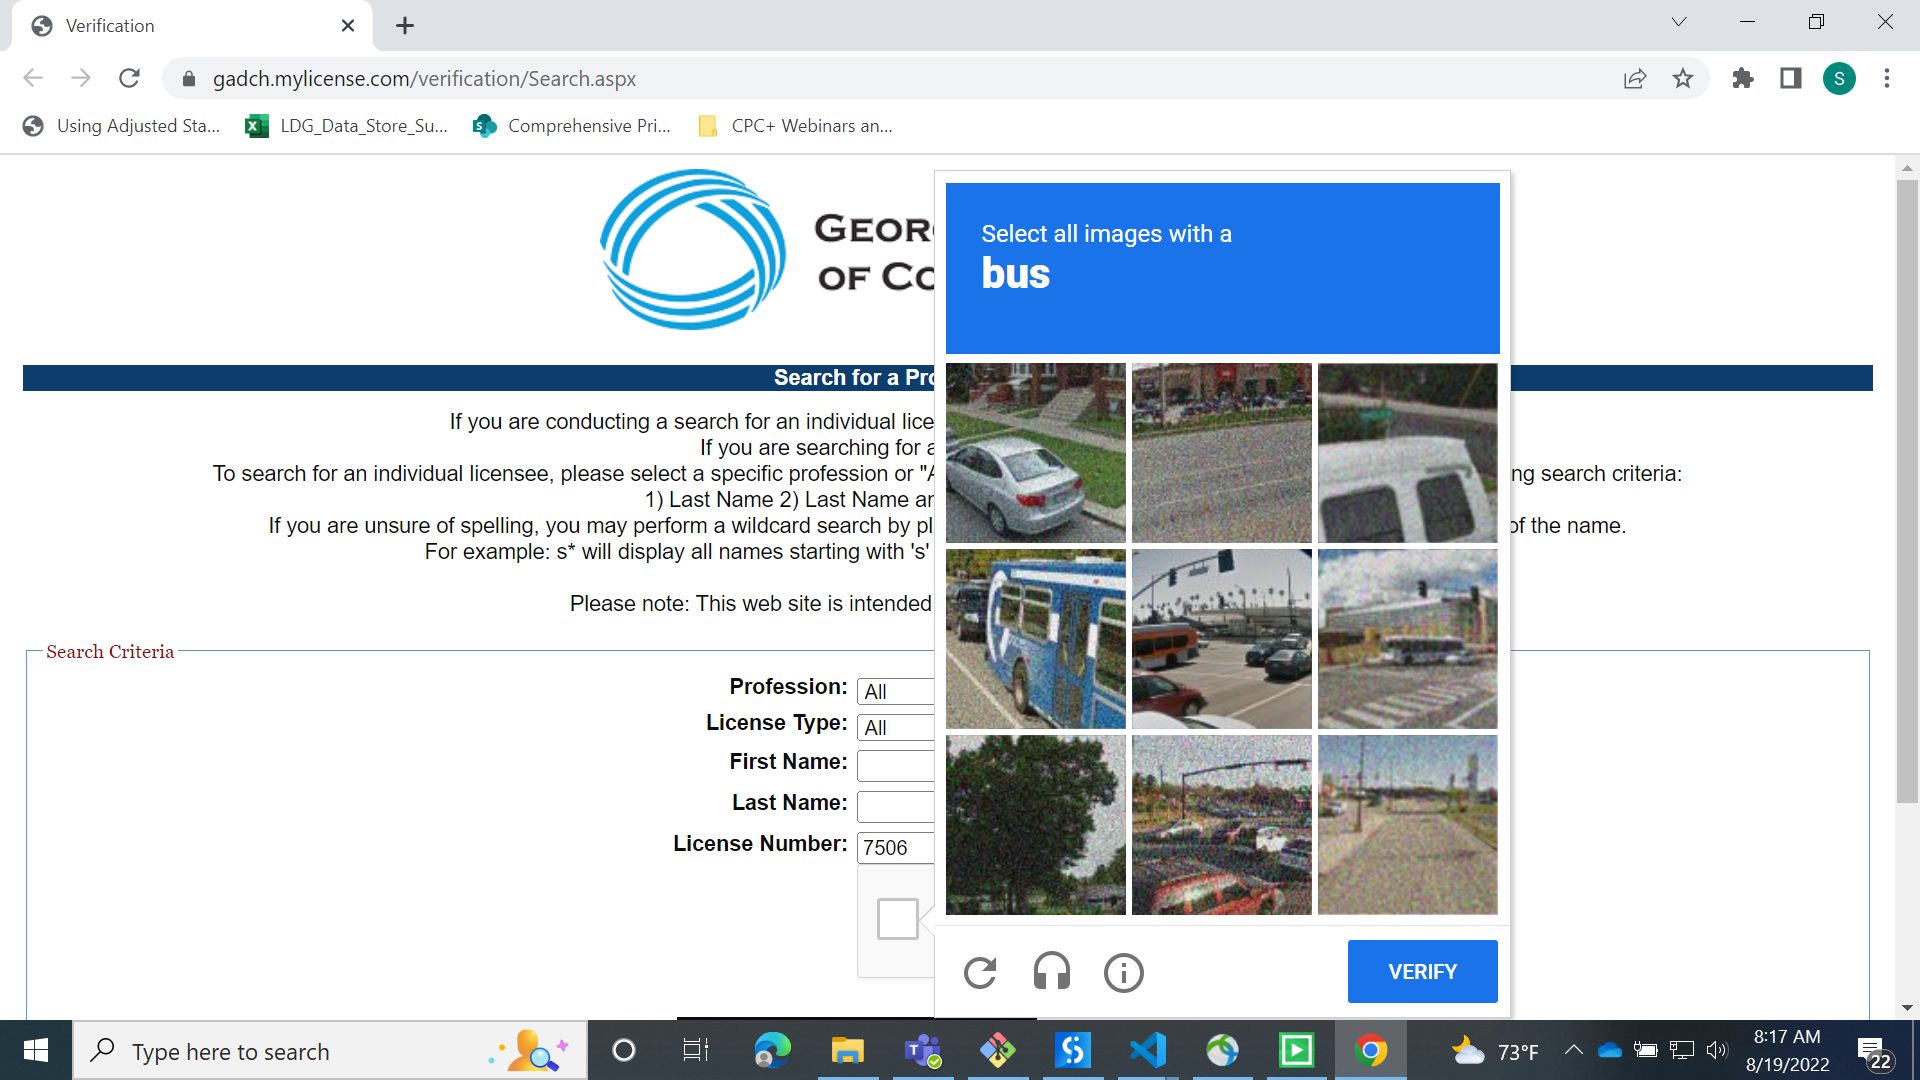 Verification
gadch.mylicense.com/verification/Search.aspx
S
Using Adjusted Sta...
LDG_Data_Store_Su...
Comprehensive Pri...
CPC+ Webinars an...
GEOR
OF CO
Select all images with a
bus
Search for a Pro
If you are conducting a search for an individual lice
If you are searching for a
To search for an individual licensee, please select a specific profession or "A
ng search criteria:
1) Last Name 2) Last Name an
If you are unsure of spelling, you may perform a wildcard search by pl
of the name.
For example: s* will display all names starting with 's'
Please note: This web site is intended
Search Criteria
Profession: All
License Type: All
First Name:
Last Name:
License Number: 7506
VERIFY
Type here to search
73°F
8:17 AM
8/19/2022
22